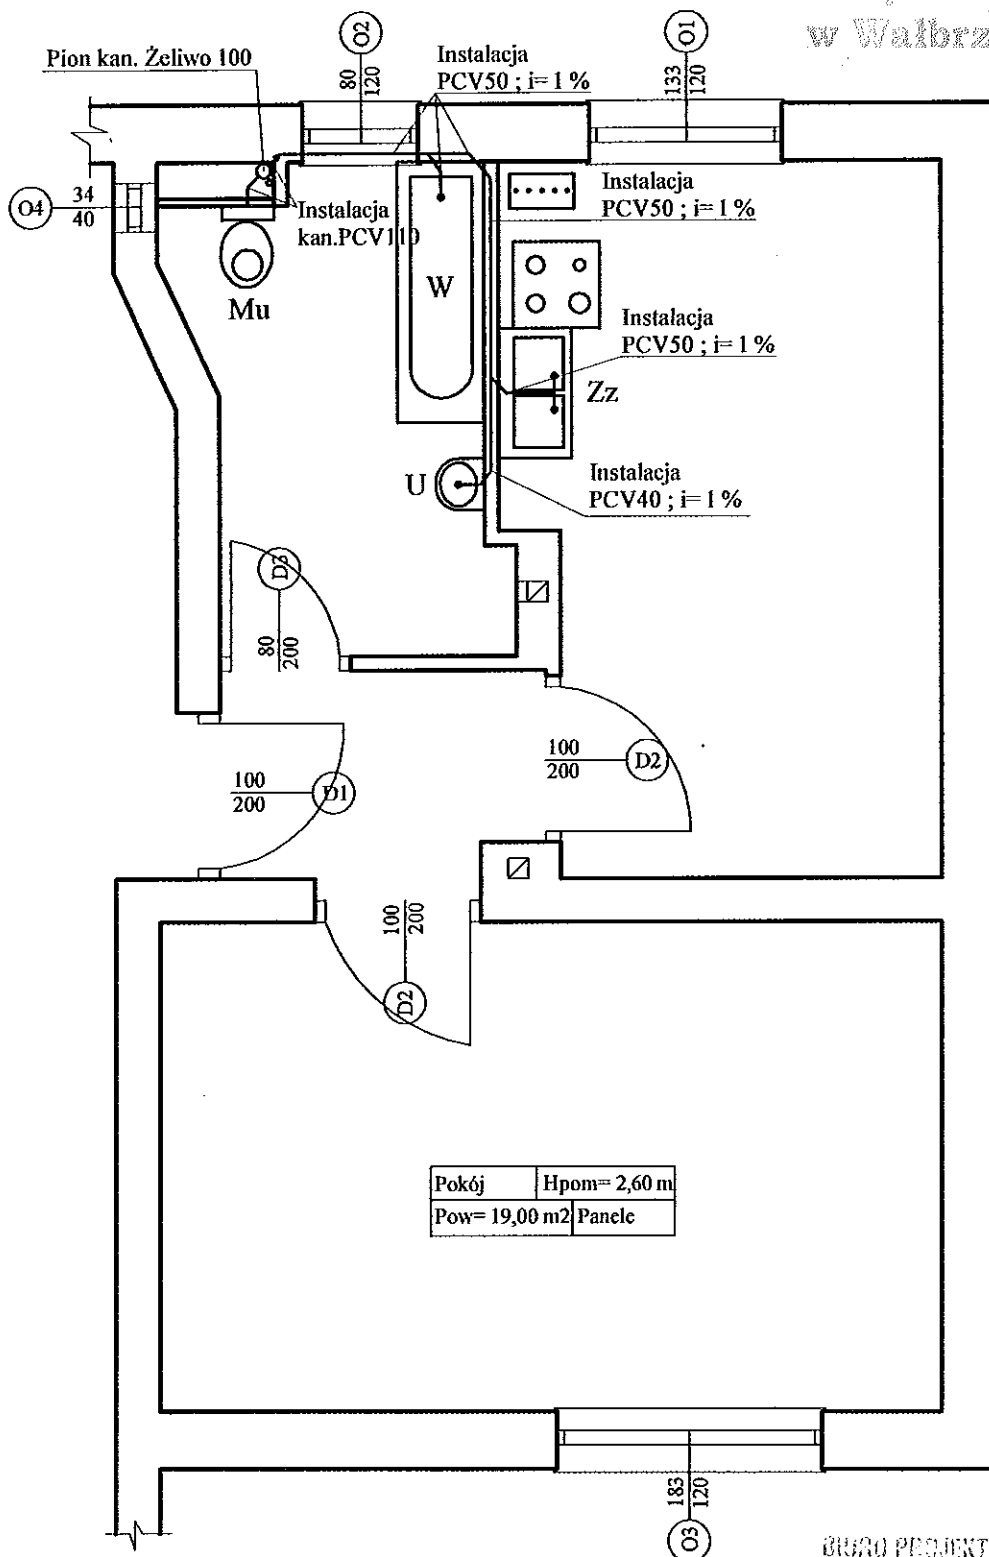 w Wałbrz
Pion kan. Żeliwo 100
O2
80
120
Instalacja
PCV50 ; i= 1 %
O1
133
120
O4
34
40
Instalacja
kan.PCV110
Instalacja
PCV50 ; i= 1 %
Mu
W
Instalacja
PCV50 ; i= 1 %
Zz
U
Instalacja
PCV40 ; i= 1 %
D3
80
200
100
200
D1
100
200
D2
100
200
D2
Pokój
Hpom= 2,60 m
Pow= 19,00 m2
Panele
183
120
O3
BIURO PROJEKT